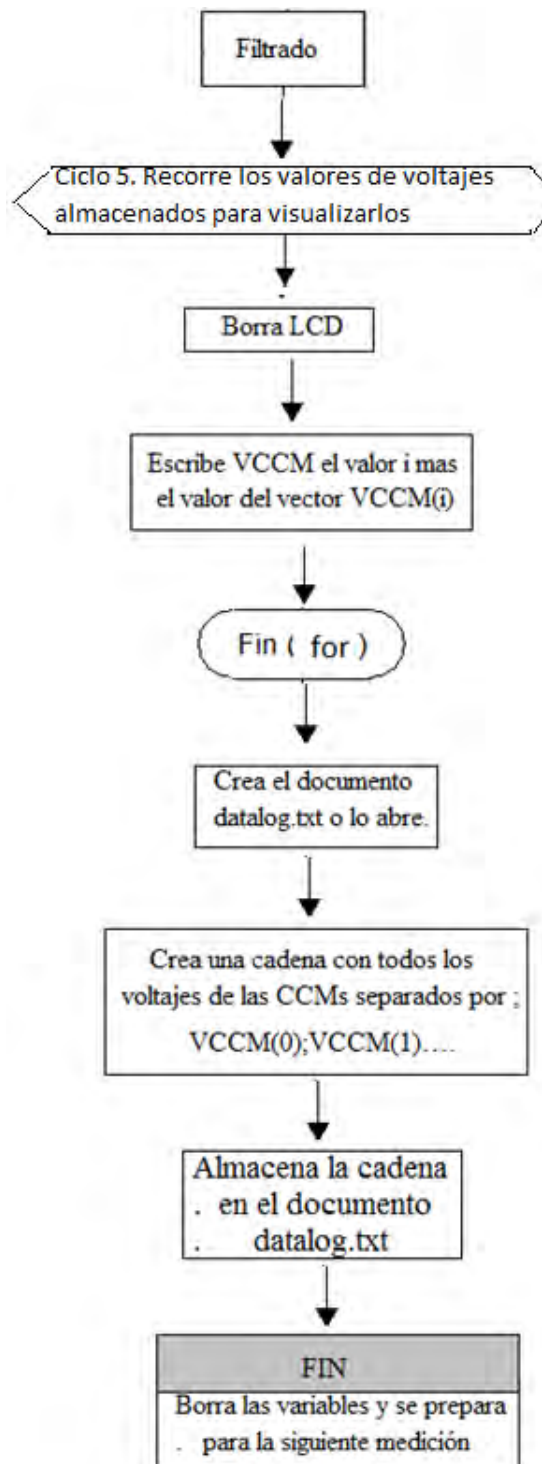 Filtrado
Ciclo 5. Recorre los valores de voltajes
almacenados para visualizarlos
Borra LCD
Escribe VCCM el valor i mas
el valor del vector VCCM(i)
Fin ( for )
Crea el documento
datalog.txt o lo abre.
Crea una cadena con todos los
voltajes de las CCMs separados por ;
VCCM(0);VCCM(1)….
Almacena la cadena
. en el documento
. datalog.txt
FIN
Borra las variables y se prepara
. para la siguiente medición